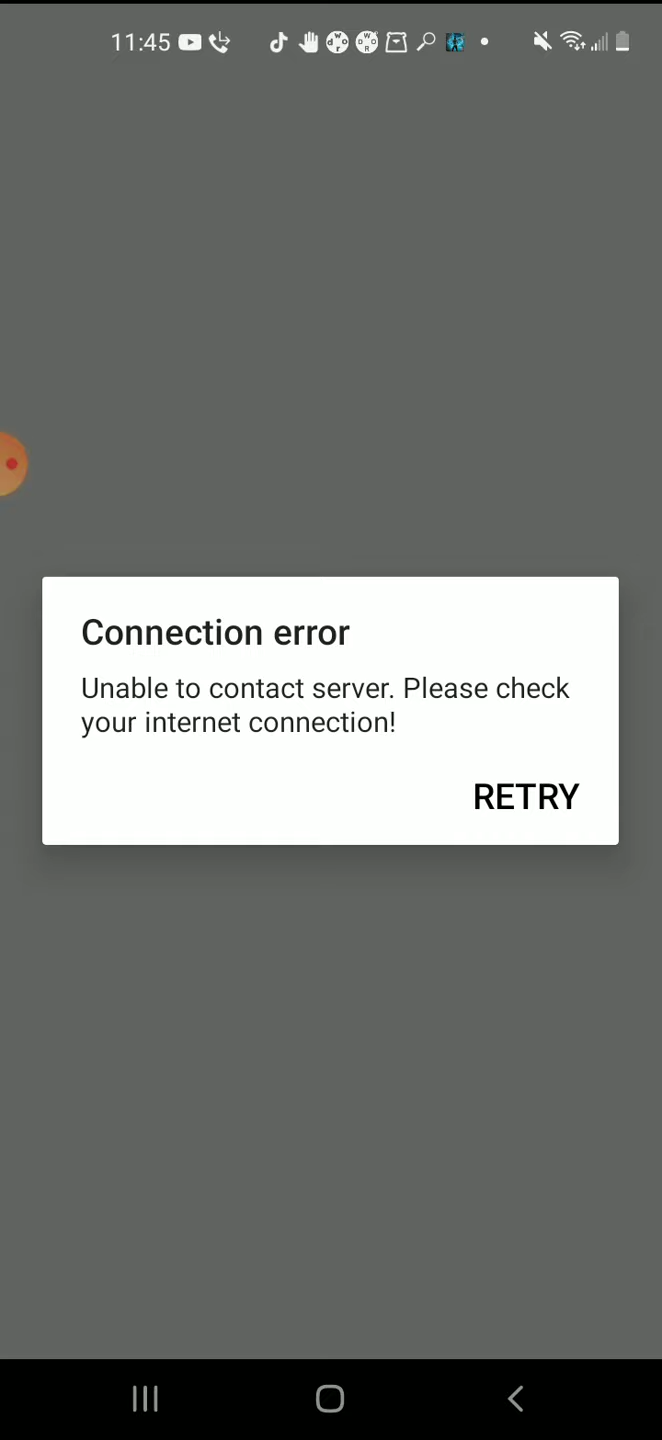 11:45
Connection error
Unable to contact server. Please check
your internet connection!
RETRY